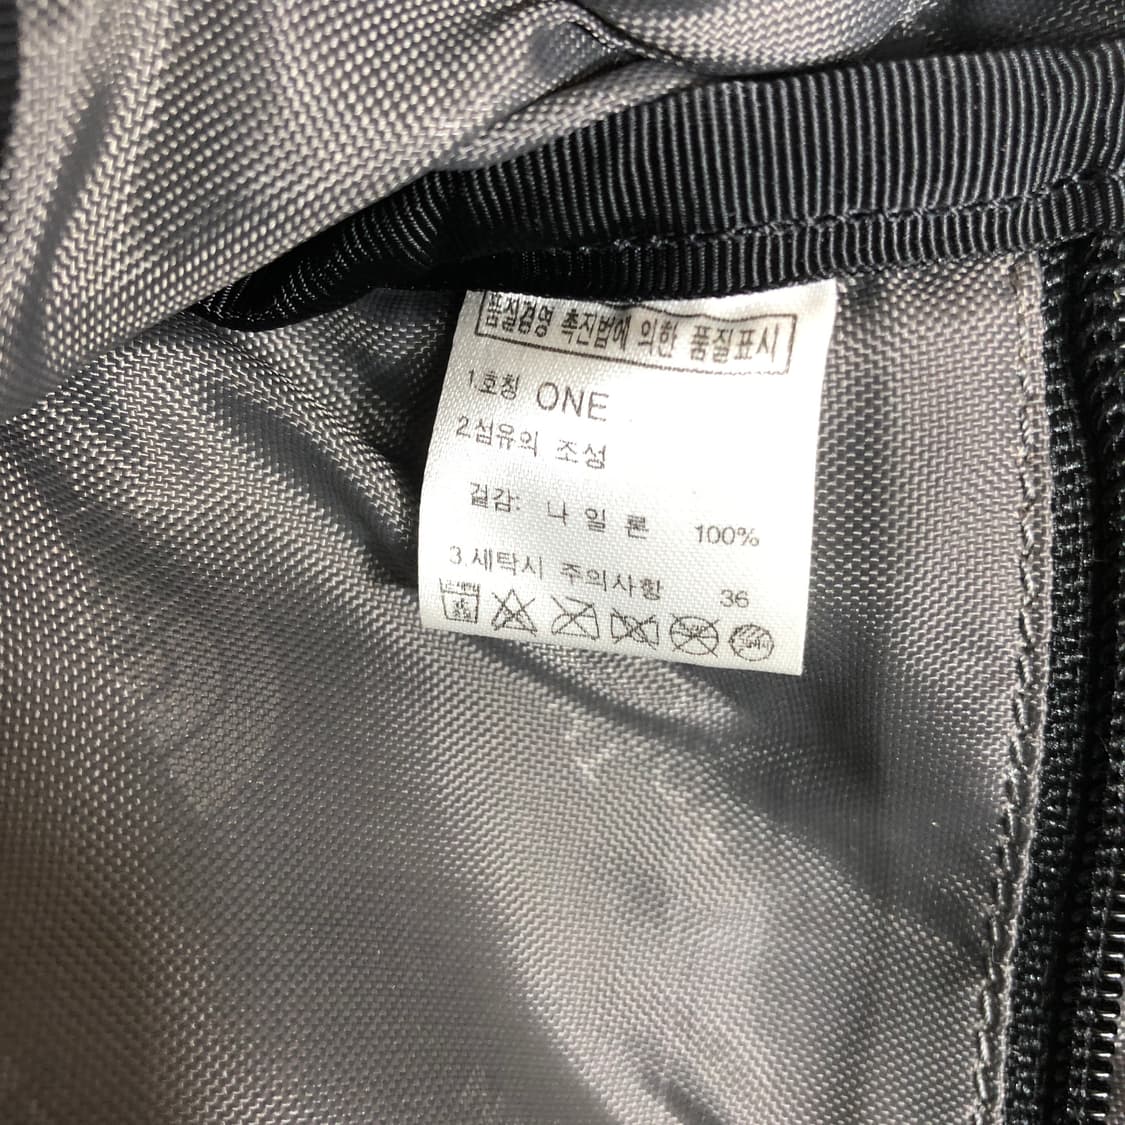 품질경영 촉진법에 의한 품질표시
1.호칭 ONE
2.섬유의 조성
겉감: 나 일 론 100%
3.세탁시 주의사항 36